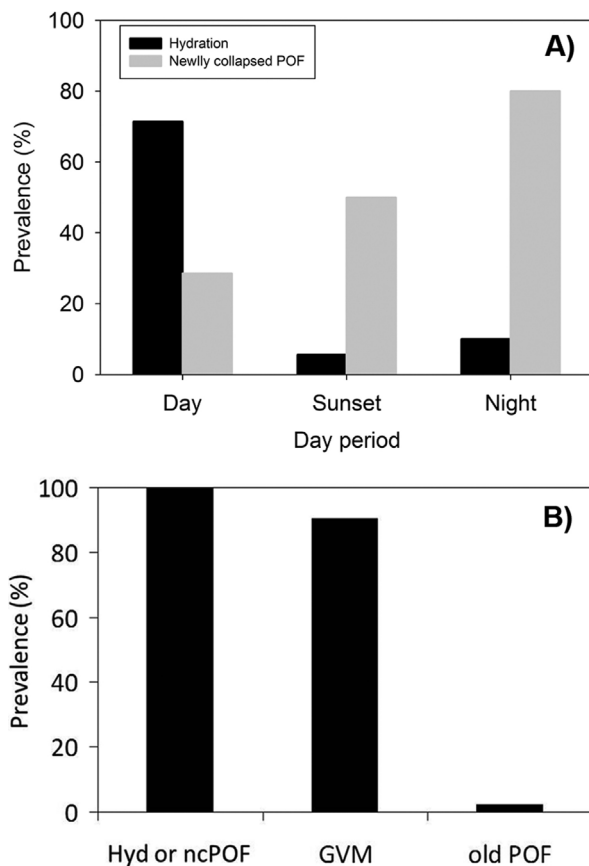 A)
Hydration
Newlly collapsed POF
100
80
60
40
20
0
Prevalence (%)
Day Sunset Night
Day period
B)
100
80
60
40
20
0
Prevalence (%)
Hyd or ncPOF GVM old POF